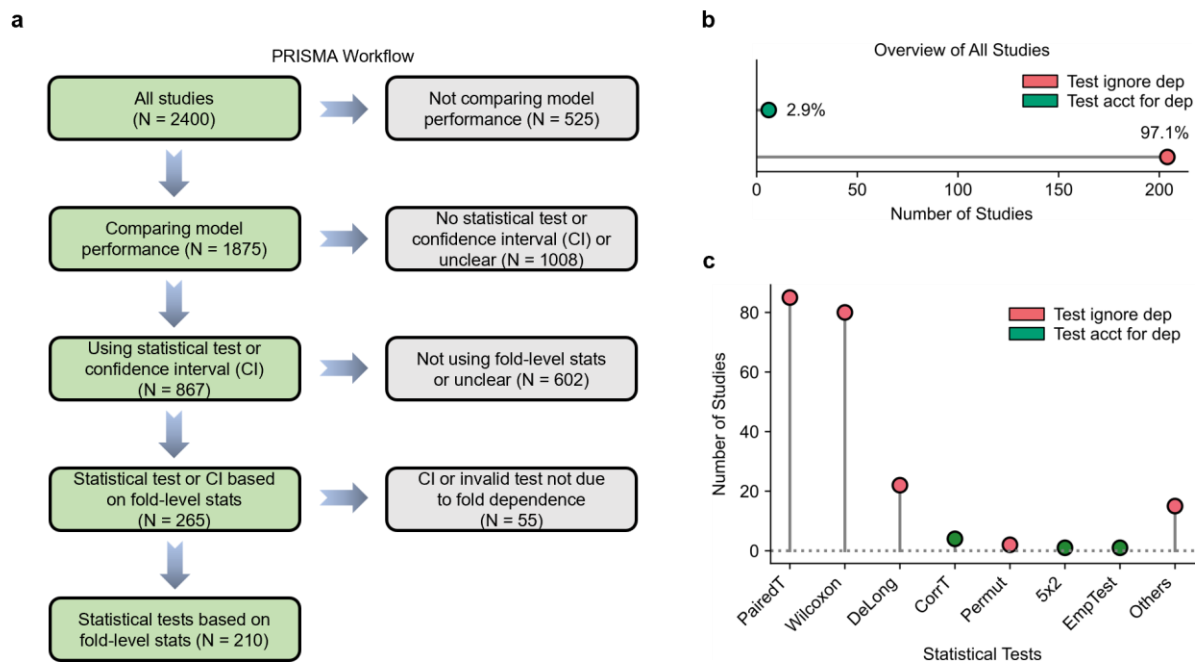 a
PRISMA Workflow
All studies
(N = 2400)
Not comparing model
performance (N = 525)
Comparing model
performance (N = 1875)
No statistical test or
confidence interval (CI) or
unclear (N = 1008)
Using statistical test or
confidence interval (CI)
(N = 867)
Not using fold-level stats
or unclear (N = 602)
Statistical test or CI based
on fold-level stats
(N = 265)
CI or invalid test not due
to fold dependence
(N = 55)
Statistical tests based on
fold-level stats (N = 210)
b
Overview of All Studies
Test ignore dep
Test acct for dep
2.9%
97.1%
0 50 100 150 200
Number of Studies
c
Test ignore dep
Test acct for dep
80
60
40
20
0
Number of Studies
PairedT Wilcoxon DeLong CorrT Permut 5x2 EmpTest Others
Statistical Tests